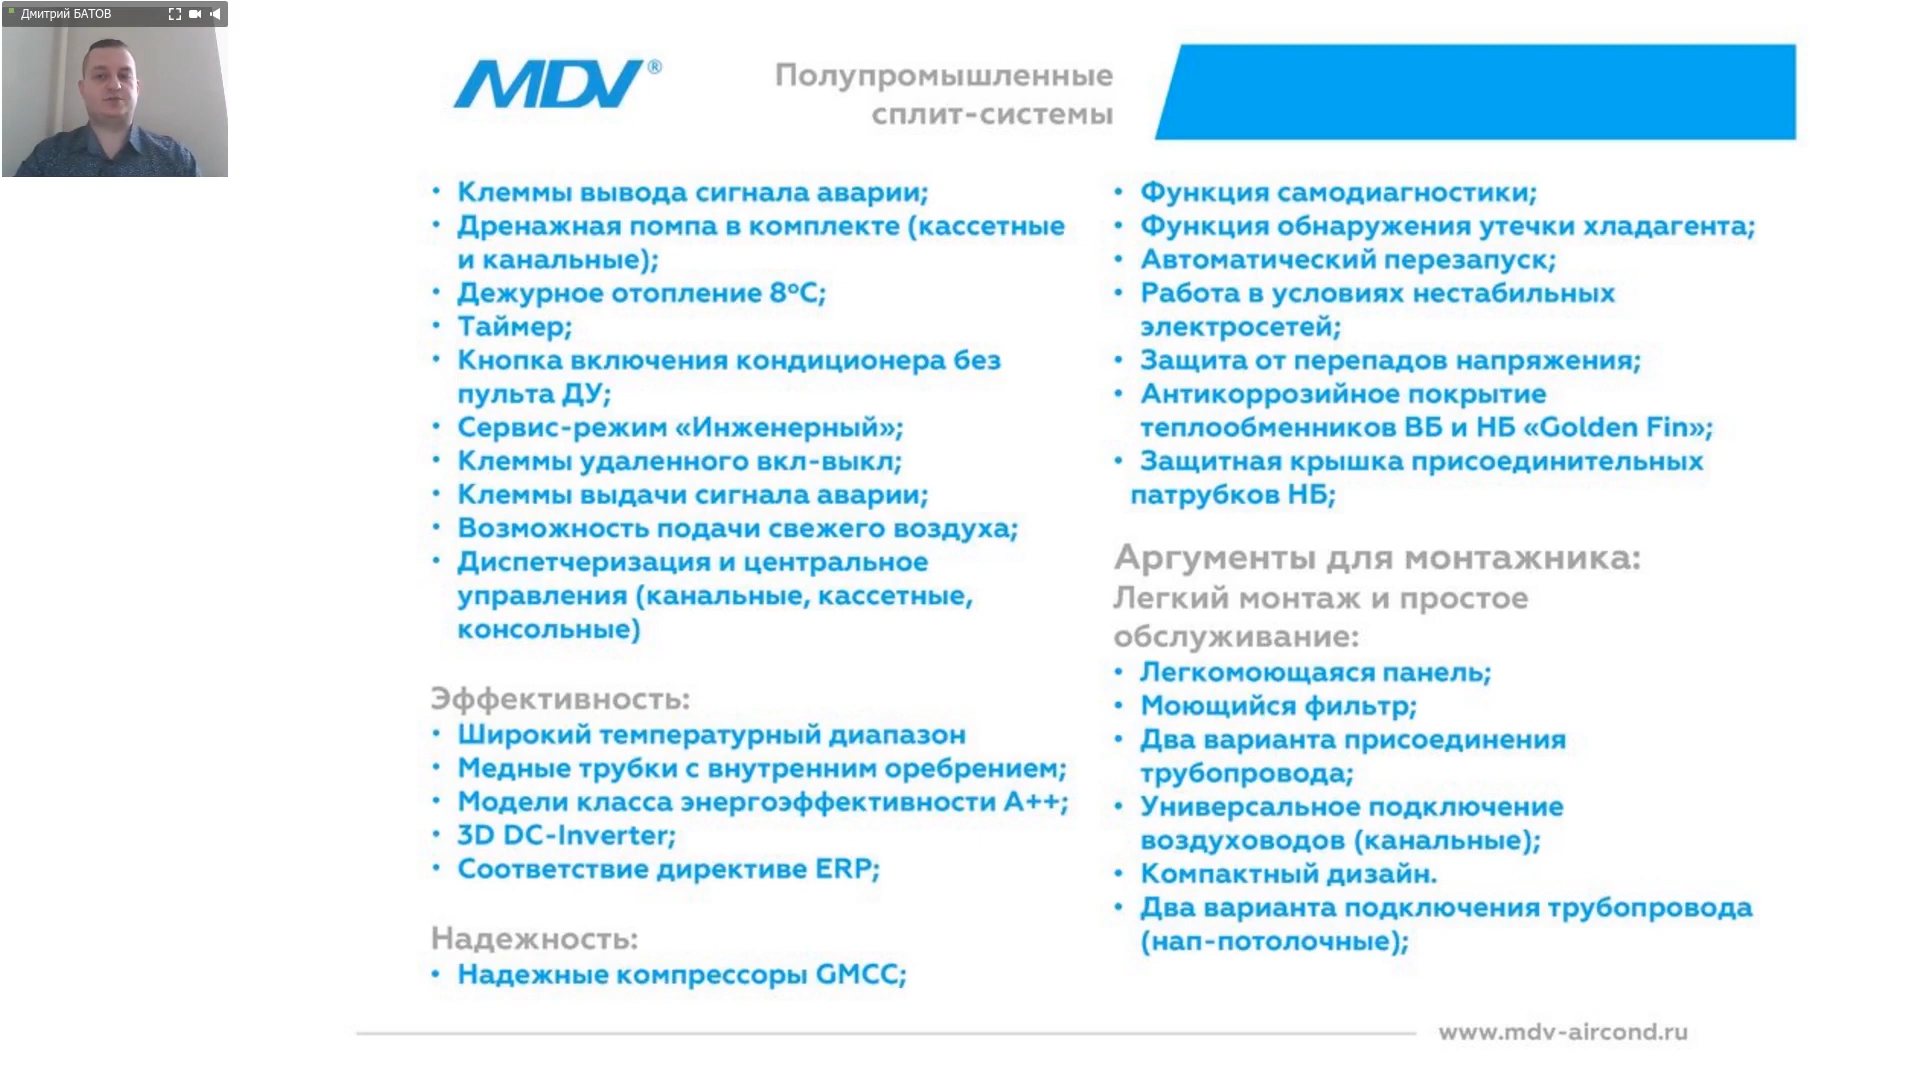 Дмитрий БАТОВ
MDV®
Полупромышленные
сплит-системы
• Клеммы вывода сигнала аварии;
• Дренажная помпа в комплекте (кассетные
и канальные);
• Дежурное отопление 8°С;
• Таймер;
• Кнопка включения кондиционера без
пульта ДУ;
• Сервис-режим «Инженерный»;
• Клеммы удаленного вкл-выкл;
• Клеммы выдачи сигнала аварии;
• Возможность подачи свежего воздуха;
• Диспетчеризация и центральное
управления (канальные, кассетные,
консольные)
Эффективность:
• Широкий температурный диапазон
• Медные трубки с внутренним оребрением;
• Модели класса энергоэффективности А++;
• 3D DC-Inverter;
• Соответствие директиве ERP;
Надежность:
• Надежные компрессоры GMCC;
• Функция самодиагностики;
• Функция обнаружения утечки хладагента;
• Автоматический перезапуск;
• Работа в условиях нестабильных
электросетей;
• Защита от перепадов напряжения;
• Антикоррозийное покрытие
теплообменников ВБ и НБ «Golden Fin»;
• Защитная крышка присоединительных
патрубков НБ;
Аргументы для монтажника:
Легкий монтаж и простое
обслуживание:
• Легкомоющаяся панель;
• Моющийся фильтр;
• Два варианта присоединения
трубопровода;
• Универсальное подключение
воздуховодов (канальные);
• Компактный дизайн.
• Два варианта подключения трубопровода
(нап-потолочные);
www.mdv-aircond.ru